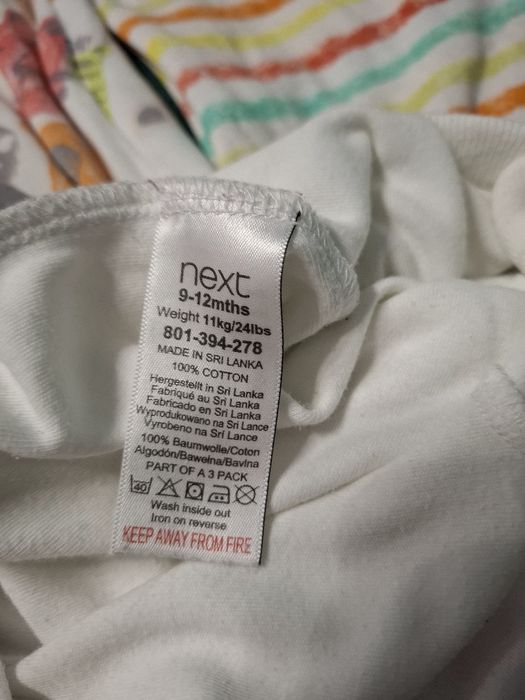 next
9-12mths
Weight 11kg/24lbs
801-394-278
MADE IN SRI LANKA
100% COTTON
Hergestellt in Sri Lanka
Fabriqué au Sri Lanka
Fabricado en Sri Lanka
Wyprodukowano na Sri Lance
Vyrobeno na Srí Lance
100% Baumwolle/Coton
Algodón/Bawełna/Bavlna
PART OF A 3 PACK
40
Wash inside out
Iron on reverse
KEEP AWAY FROM FIRE